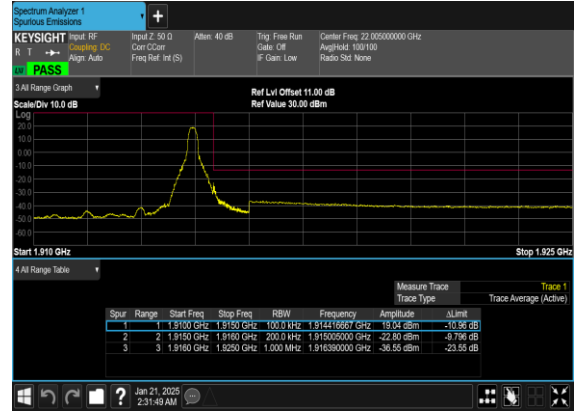 Spectrum Analyzer 1
Spurious Emissions
KEYSIGHT Input: RF Input Z: 50 Ω Atten: 40 dB Trig: Free Run Center Freq: 22.005000000 GHz
R T Coupling: DC Corr CCorr Gate: Off Avg|Hold: 100/100
Align: Auto Freq Ref: Int (S) IF Gain: Low Radio Std: None
PASS
3 All Range Graph
Ref Lvl Offset 11.00 dB
Scale/Div 10.0 dB Ref Value 30.00 dBm
Log
20.0
10.0
0.00
-10.0
-20.0
-30.0
-40.0
-50.0
-60.0
Start 1.910 GHz Stop 1.925 GHz
4 All Range Table
Measure Trace Trace 1
Trace Type Trace Average (Active)
Spur Range Start Freq Stop Freq RBW Frequency Amplitude ΔLimit
1 1 1.9100 GHz 1.9150 GHz 100.0 kHz 1.914416667 GHz 19.04 dBm -10.96 dB
2 2 1.9150 GHz 1.9160 GHz 200.0 kHz 1.915005000 GHz -22.80 dBm -9.796 dB
3 3 1.9160 GHz 1.9250 GHz 1.000 MHz 1.916390000 GHz -36.55 dBm -23.55 dB
Jan 21, 2025
2:31:49 AM